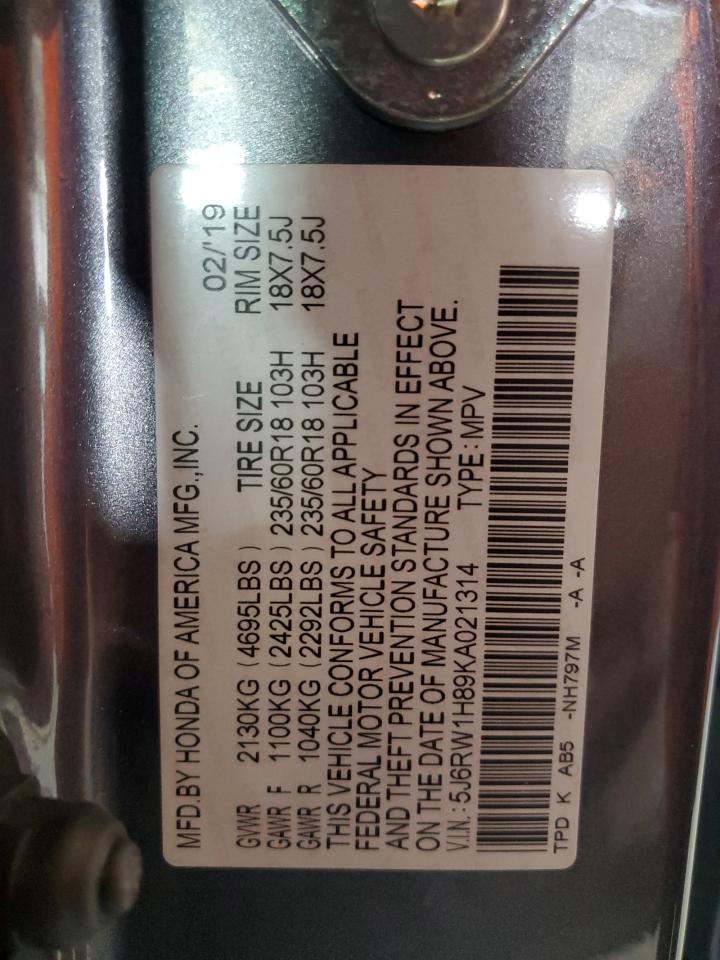 MFD.BY HONDA OF AMERICA MFG.,INC.
02/'19
GVWR 2130KG (4695LBS) TIRE SIZE RIM SIZE
GAWR F 1100KG (2425LBS) 235/60R18 103H 18X7.5J
GAWR R 1040KG (2292LBS) 235/60R18 103H 18X7.5J
THIS VEHICLE CONFORMS TO ALL APPLICABLE
FEDERAL MOTOR VEHICLE SAFETY
AND THEFT PREVENTION STANDARDS IN EFFECT
ON THE DATE OF MANUFACTURE SHOWN ABOVE.
V.I.N.: 5J6RW1H89KA021314 TYPE: MPV
TPD K AB5 -NH797M -A -A